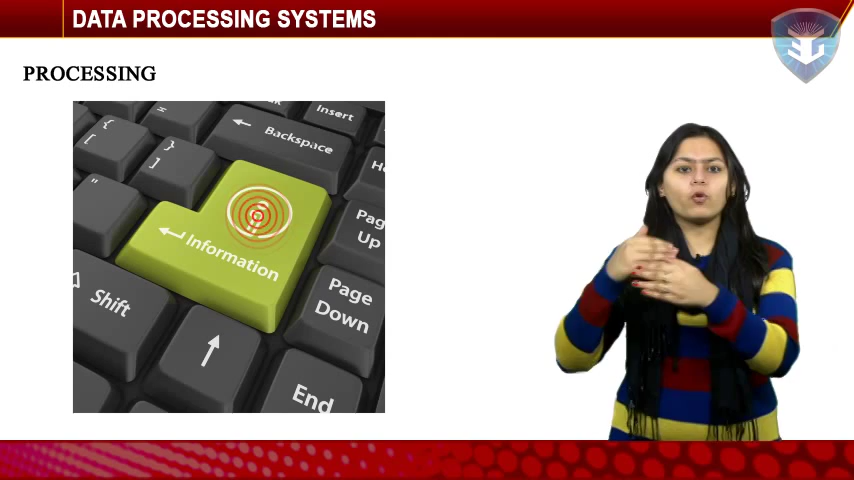 DATA PROCESSING SYSTEMS
PROCESSING
Insert
Backspace
{
[
}
]
"
Information
Page
Up
Shift
Page
Down
End